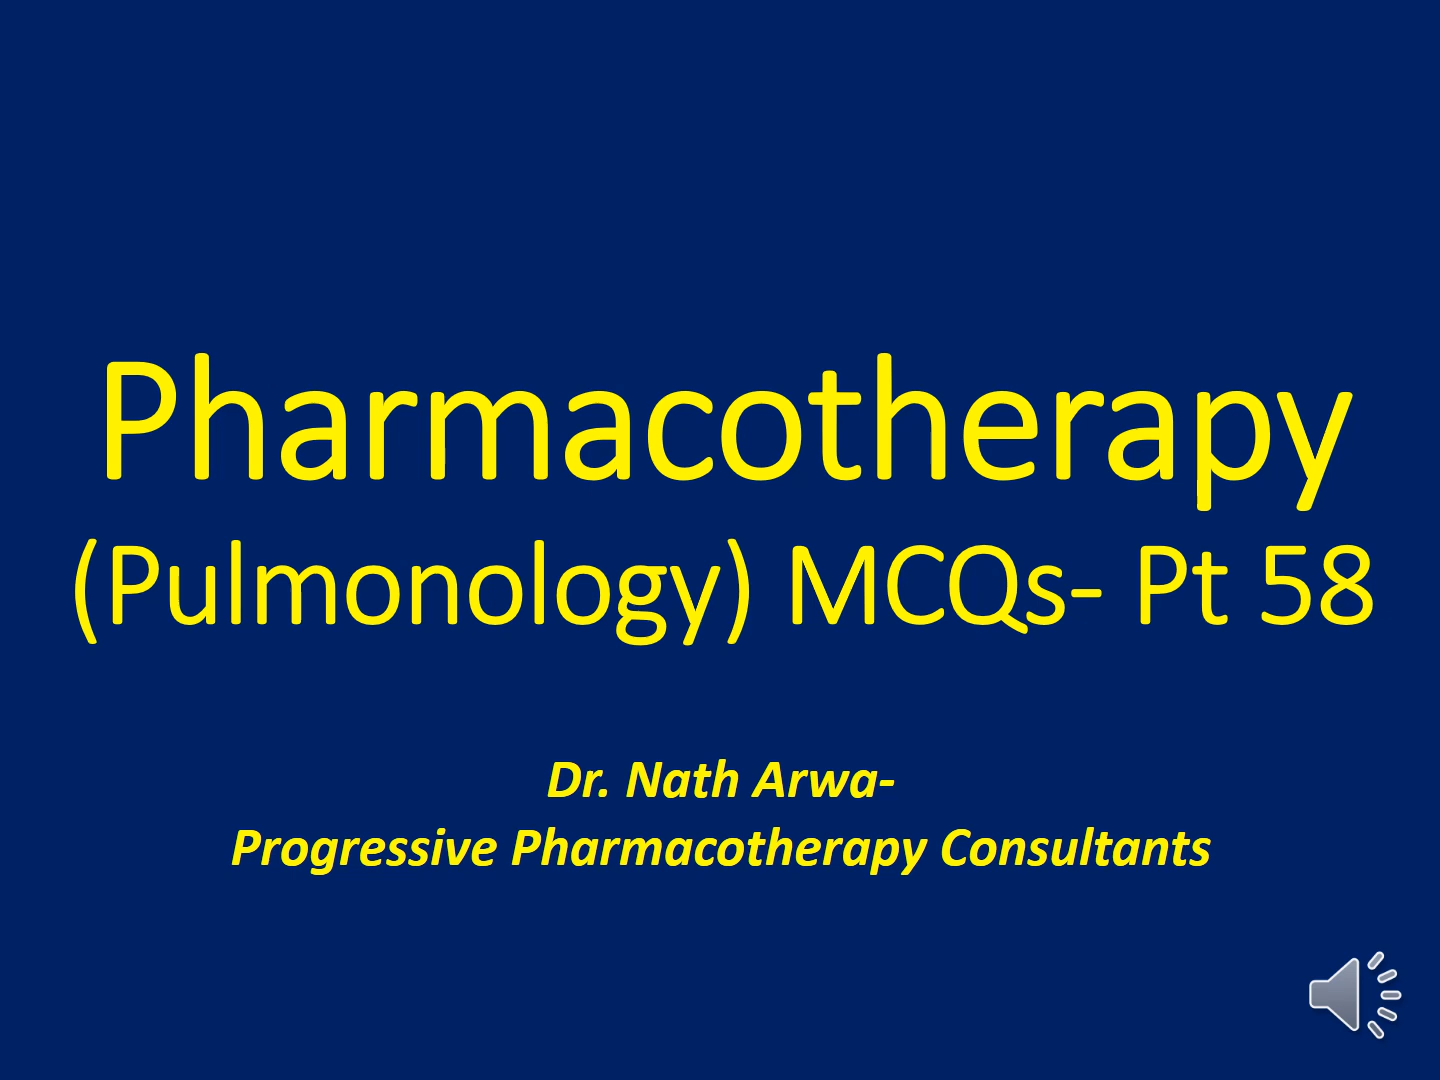 Pharmacotherapy
(Pulmonology) MCQs- Pt 58
Dr. Nath Arwa-
Progressive Pharmacotherapy Consultants